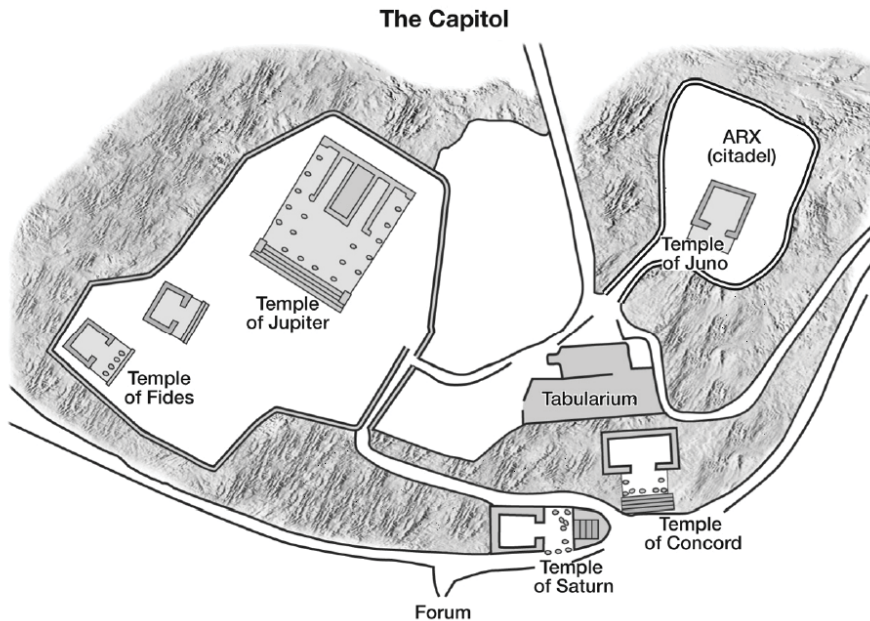 The Capitol
ARX
(citadel)
Temple
of Juno
Temple
of Jupiter
Temple
of Fides
Tabularium
Temple
of Concord
Temple
of Saturn
Forum